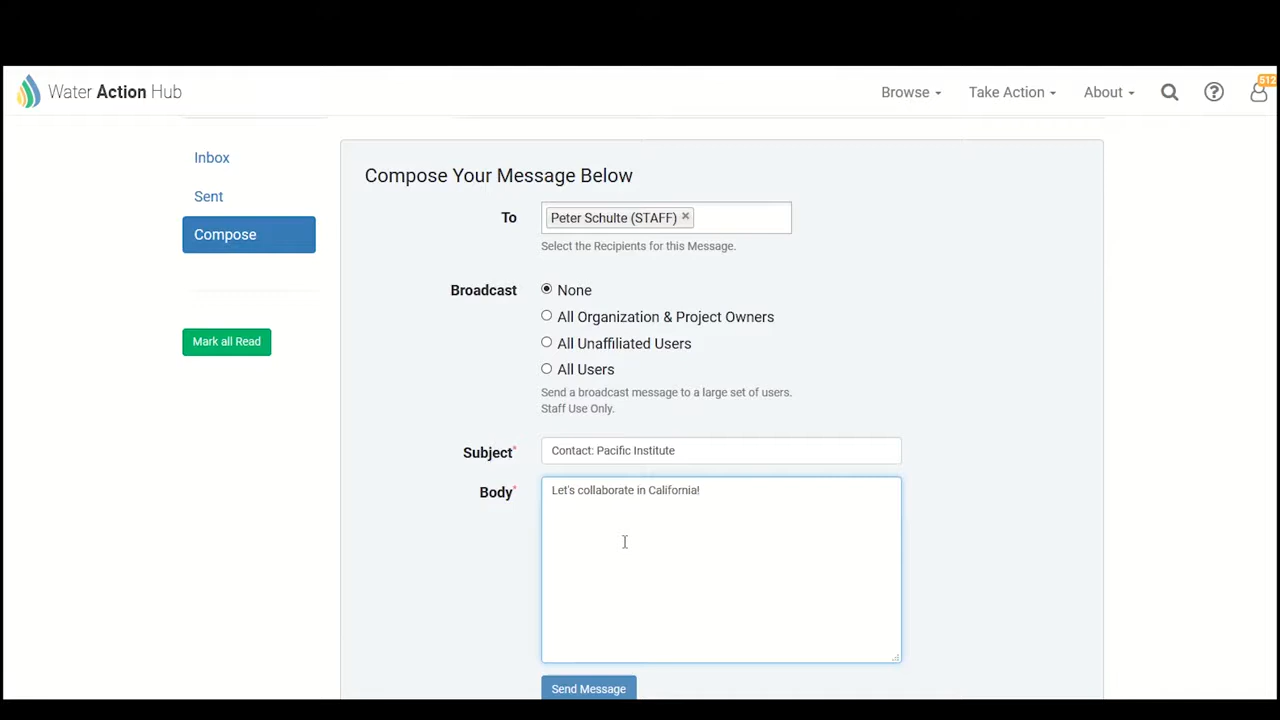 Water Action Hub
Browse
Take Action
About
512
Inbox
Sent
Compose
Mark all Read
Compose Your Message Below
To
Peter Schulte (STAFF) ×
Select the Recipients for this Message.
Broadcast
None
All Organization & Project Owners
All Unaffiliated Users
All Users
Send a broadcast message to a large set of users.
Staff Use Only.
Subject*
Contact: Pacific Institute
Body*
Let's collaborate in California!
Send Message